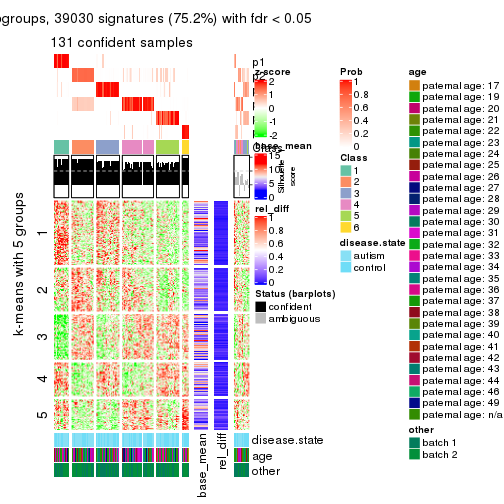 ogroups, 39030 signatures (75.2%) with fdr < 0.05
131 confident samples
p1
p2
Class
Silhouette
score
k-means with 5 groups
1
2
3
4
5
base_mean
rel_diff
disease.state
age
other
z-score
2
1
0
-1
-2
base_mean
15
10
5
0
rel_diff
1
0.8
0.6
0.4
0.2
0
Status (barplots)
confident
ambiguous
Prob
1
0.8
0.6
0.4
0.2
0
Class
1
2
3
4
5
6
disease.state
autism
control
age
paternal age: 17
paternal age: 19
paternal age: 20
paternal age: 21
paternal age: 22
paternal age: 23
paternal age: 24
paternal age: 25
paternal age: 26
paternal age: 27
paternal age: 28
paternal age: 29
paternal age: 30
paternal age: 31
paternal age: 32
paternal age: 33
paternal age: 34
paternal age: 35
paternal age: 36
paternal age: 37
paternal age: 38
paternal age: 39
paternal age: 40
paternal age: 41
paternal age: 42
paternal age: 43
paternal age: 44
paternal age: 46
paternal age: 49
paternal age: n/a
other
batch 1
batch 2